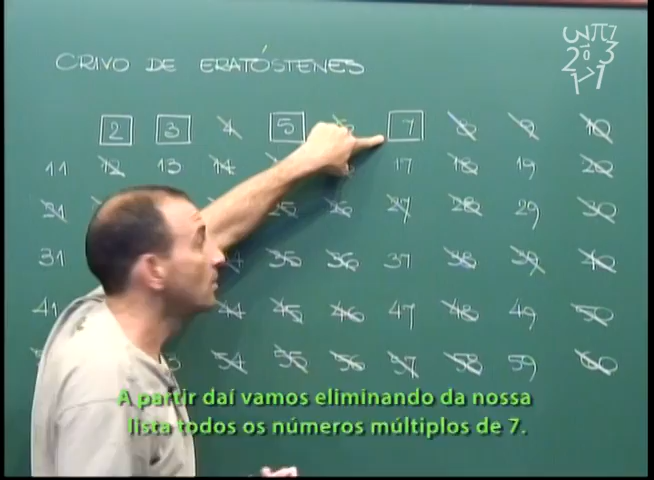 CRIVO DE ERATÓSTENES
2 3 4 5 7 8 9 10
11 12 13 14 17 18 19 20
21 25 26 27 28 29 30
31 35 36 37 38 39 40
41 44 45 46 47 48 49 50
54 55 56 57 58 59 60
A partir daí vamos eliminando da nossa
lista todos os números múltiplos de 7.